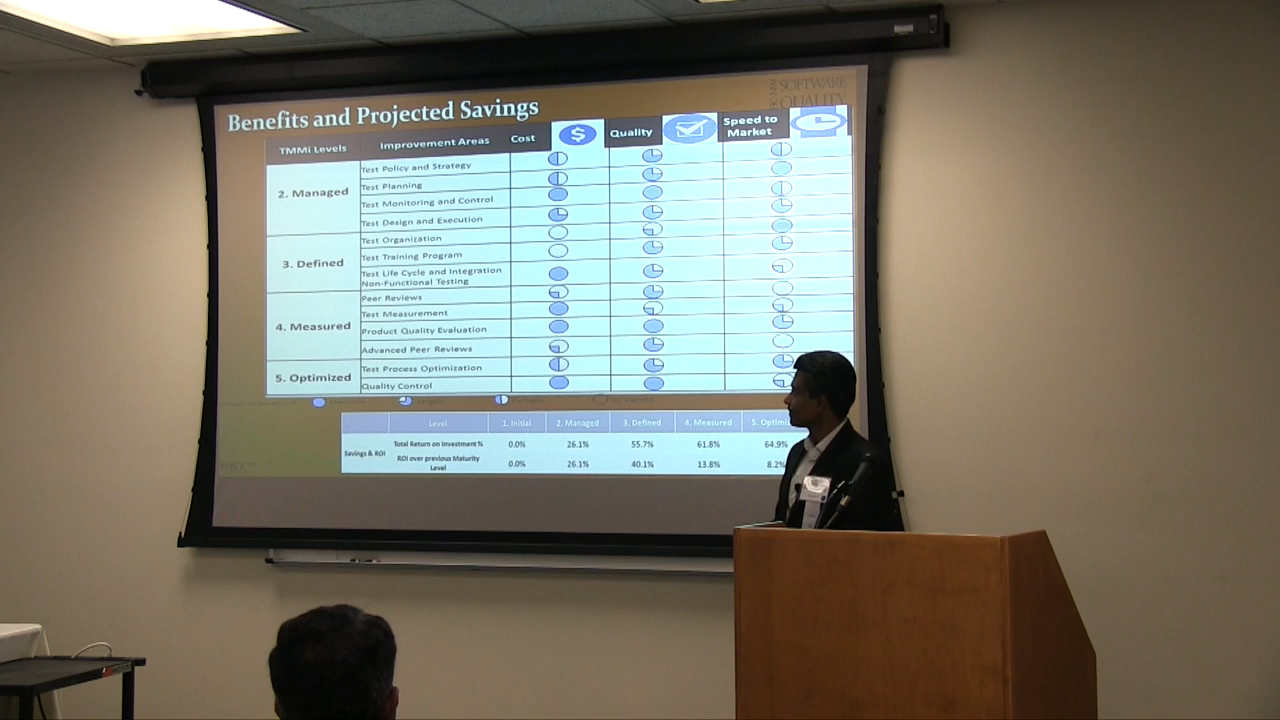 SOFTWARE
QUALITY
Benefits and Projected Savings
TMMi Levels Improvement Areas Cost $ Quality Speed to
Market
2. Managed
Test Policy and Strategy
Test Planning
Test Monitoring and Control
Test Design and Execution
3. Defined
Test Organization
Test Training Program
Test Life Cycle and Integration
Non-Functional Testing
Peer Reviews
4. Measured
Test Measurement
Product Quality Evaluation
Advanced Peer Reviews
5. Optimized
Test Process Optimization
Quality Control
Level 1. Initial 2. Managed 3. Defined 4. Measured
Savings & ROI
Total Return on Investment % 0.0% 26.1% 55.7% 61.8% 64.9%
ROI over previous Maturity
Level 0.0% 26.1% 40.1% 13.8% 8.2%